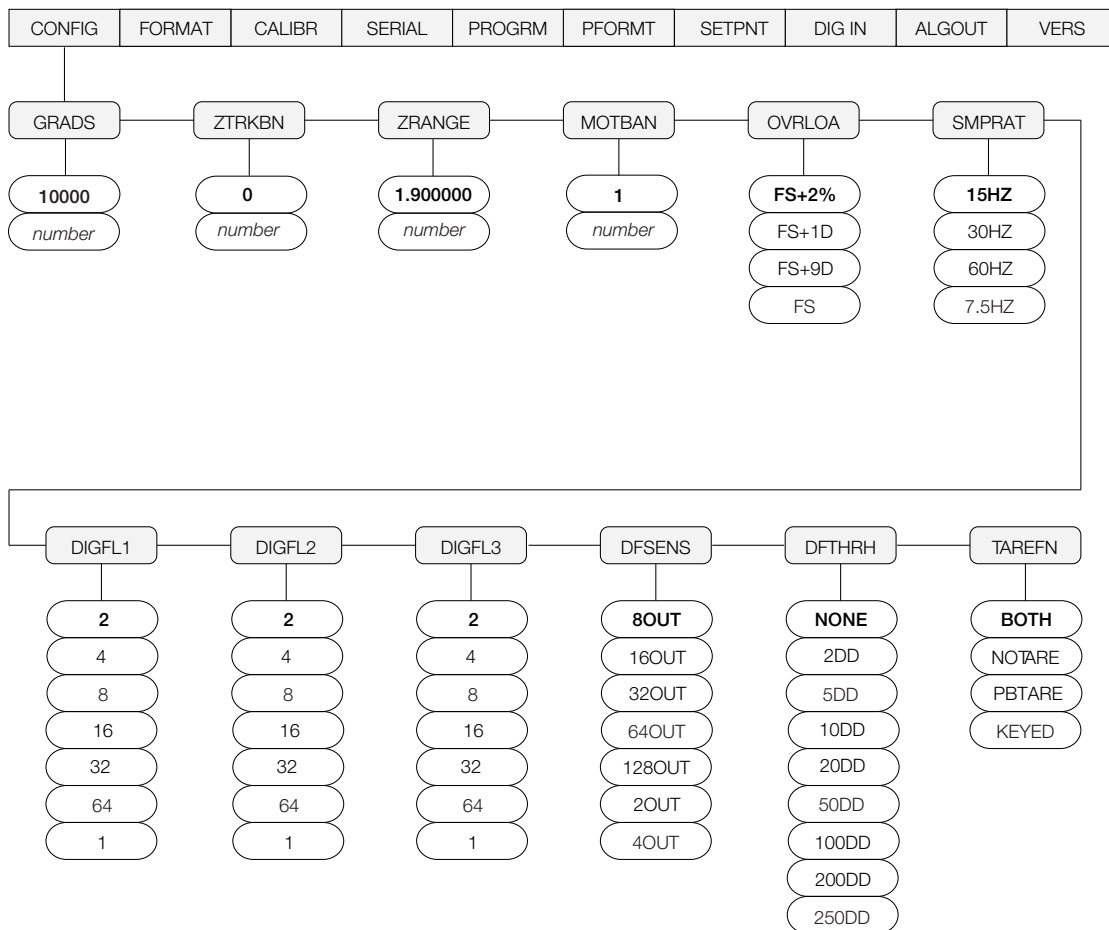 CONFIG FORMAT CALIBR SERIAL PROGRM PFORMT SETPNT DIG IN ALGOUT VERS
GRADS ZTRKBN ZRANGE MOTBAN OVRLOA SMPRAT
10000 0 1.900000 1 FS+2% 15HZ
number number number number FS+1D 30HZ
FS+9D 60HZ
FS 7.5HZ
DIGFL1 DIGFL2 DIGFL3 DFSENS DFTHRH TAREFN
2 2 2 8OUT NONE BOTH
4 4 4 16OUT 2DD NOTARE
8 8 8 32OUT 5DD PBTARE
16 16 16 64OUT 10DD KEYED
32 32 32 128OUT 20DD
64 64 64 2OUT 50DD
1 1 1 4OUT 100DD
200DD
250DD